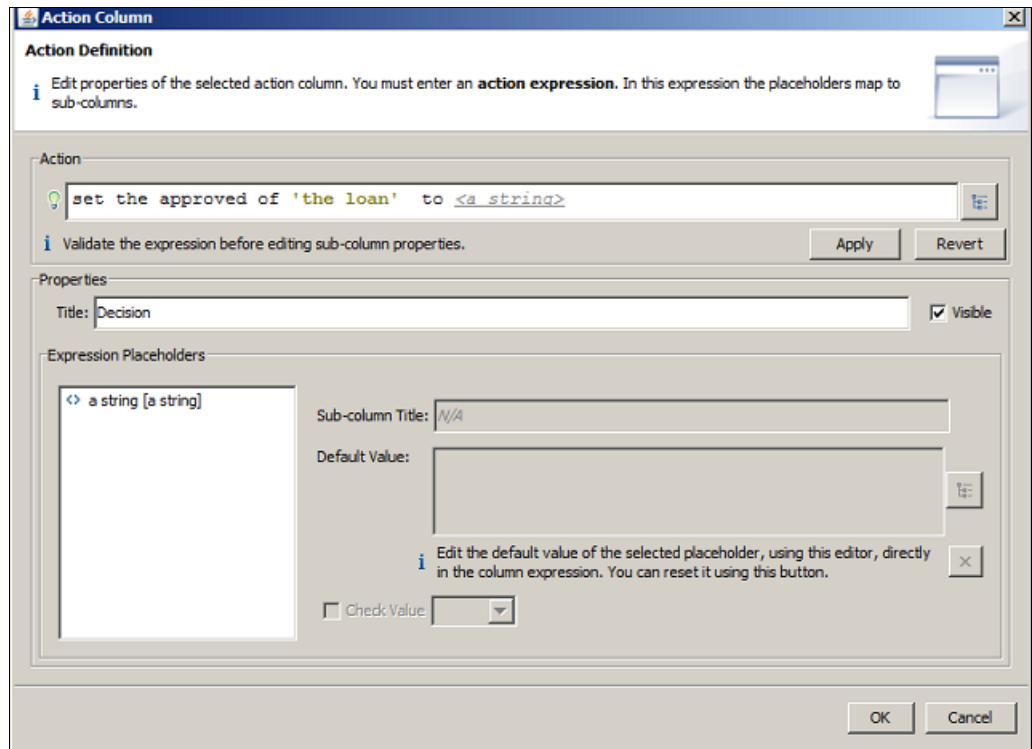 Action Column
Action Definition
Edit properties of the selected action column. You must enter an action expression. In this expression the placeholders map to
sub-columns.
Action
set the approved of 'the loan' to <a string>
Validate the expression before editing sub-column properties.
Apply
Revert
Properties
Title: Decision
Visible
Expression Placeholders
<> a string [a string]
Sub-column Title: N/A
Default Value:
Edit the default value of the selected placeholder, using this editor, directly
in the column expression. You can reset it using this button.
Check Value
OK
Cancel